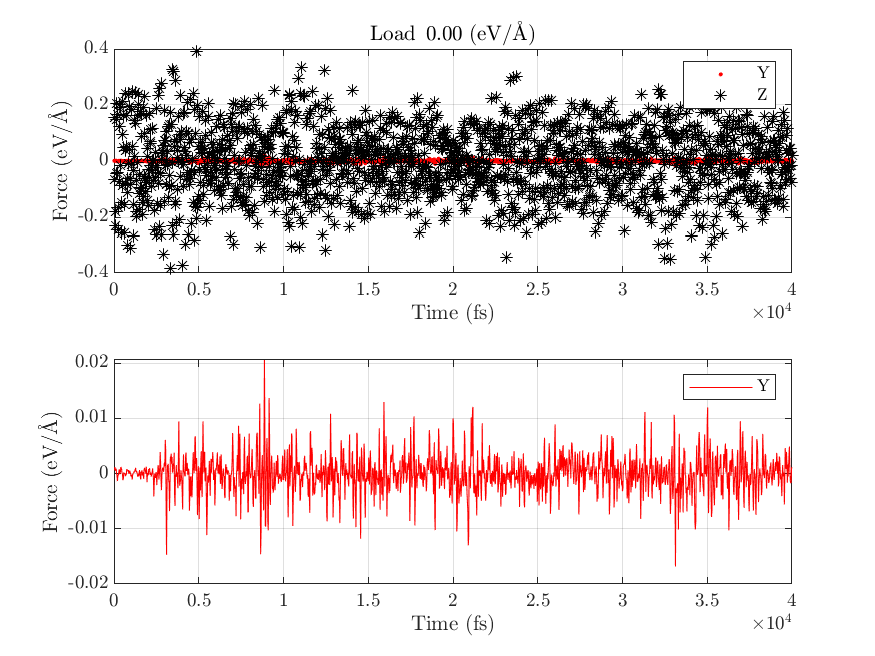 Load 0.00 (eV/Å)
Force (eV/Å)
0.4
0.2
0
-0.2
-0.4
Y
Z
0 0.5 1 1.5 2 2.5 3 3.5 4
Time (fs)
×10^4
Force (eV/Å)
0.02
0.01
0
-0.01
-0.02
Y
0 0.5 1 1.5 2 2.5 3 3.5 4
Time (fs)
×10^4